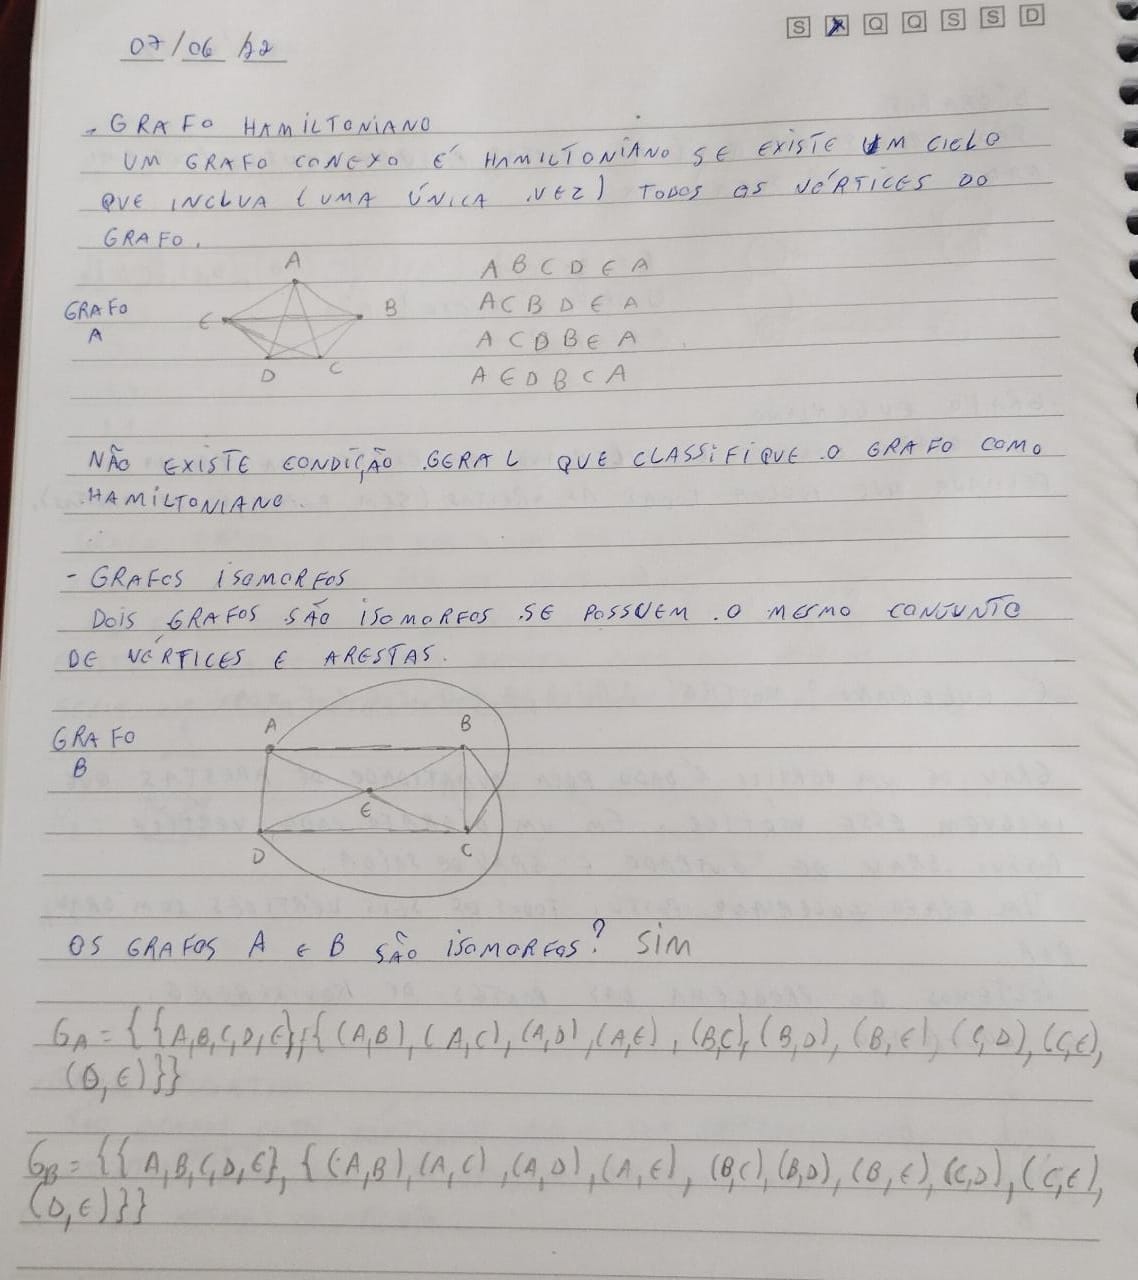 S T Q Q S S D
07/06/22
- GRAFO HAMILTONIANO
UM GRAFO CONEXO É HAMILTONIANO SE EXISTE UM CICLO
QUE INCLUA (UMA ÚNICA VEZ) TODOS OS VÉRTICES DO
GRAFO.
GRAFO
A
A
B
E
D
C
A B C D E A
A C B D E A
A C D B E A
A E D B C A
NÃO EXISTE CONDIÇÃO GERAL QUE CLASSIFIQUE O GRAFO COMO
HAMILTONIANO.
- GRAFOS ISOMORFOS
DOIS GRAFOS SÃO ISOMORFOS SE POSSUEM O MESMO CONJUNTO
DE VÉRTICES E ARESTAS.
GRAFO
B
A
B
E
D
C
OS GRAFOS A E B SÃO ISOMORFOS? SIM
GA = {{A,B,C,D,E},{(A,B),(A,C),(A,D),(A,E),(B,C),(B,D),(B,E),(C,D),(C,E),
(D,E)}}
GB = {{A,B,C,D,E},{(A,B),(A,C),(A,D),(A,E),(B,C),(B,D),(B,E),(C,D),(C,E),
(D,E)}}